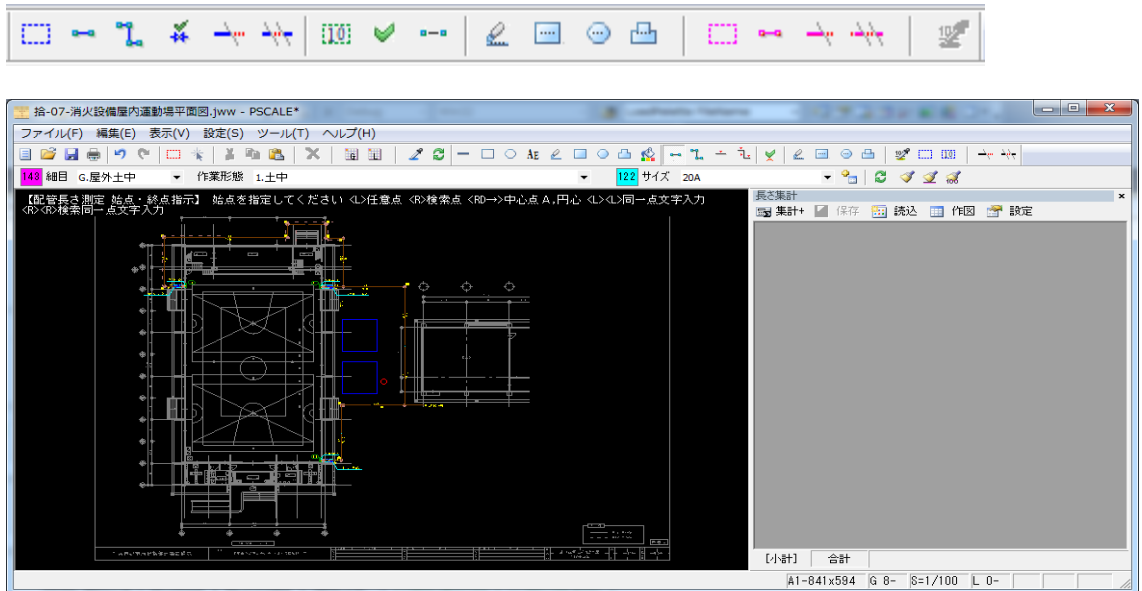 10
拾-07-消火設備屋内運動場平面図.jww - PSCALE*
ファイル(F) 編集(E) 表示(V) 設定(S) ツール(T) ヘルプ(H)
143 細目 G.屋外土中 作業形態 1.土中 122 サイズ 20A
【配管長さ測定 始点・終点指示】 始点を指定してください <L>任意点 <R>検索点 <RD→>中心点 A.円心 <L><L>同一点文字入力
<R><R>検索同一点文字入力
長さ集計 ×
集計+ 保存 読込 作図 設定
[小計] 合計
A1-841x594 G 8- S=1/100 L 0-